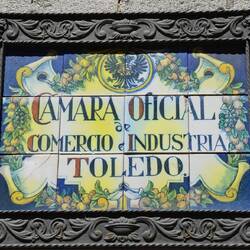 CAMARA OFICIAL
DE
COMERCIO E INDUSTRIA
TOLEDO